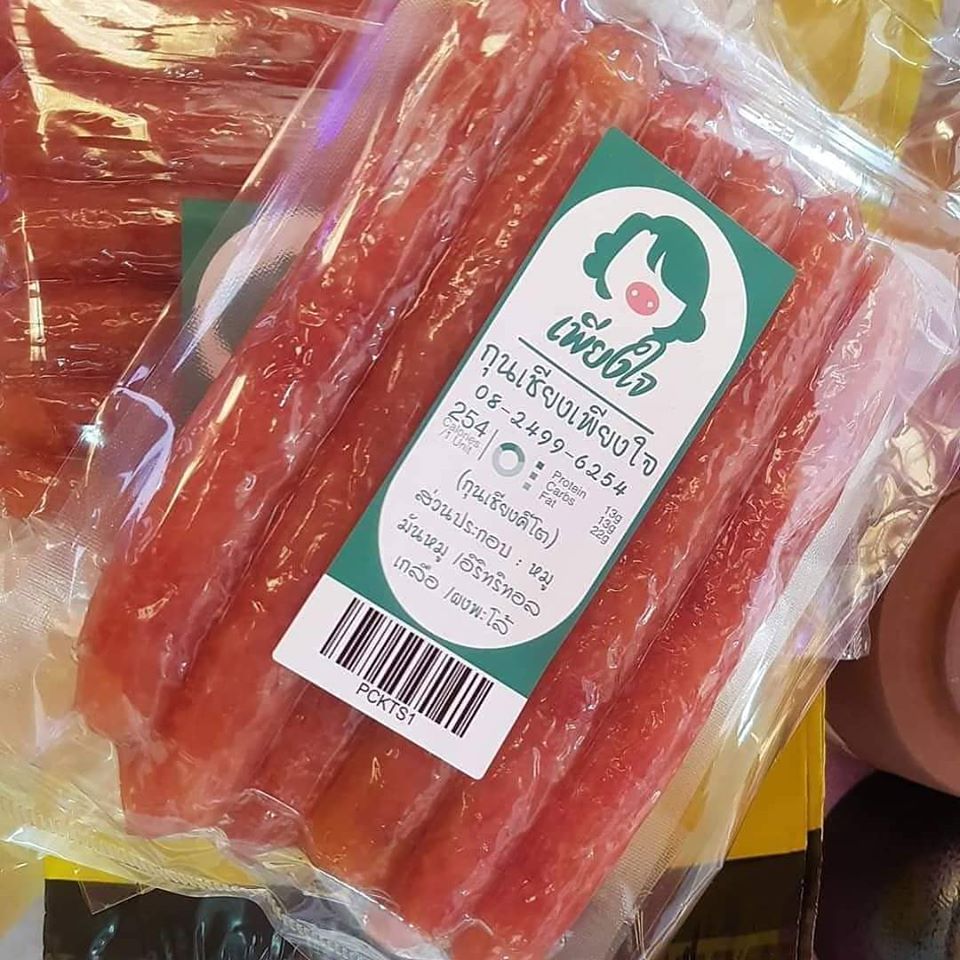 เพียงใจ
กุนเชียงเพียงใจ
08-2499-6254
254
Calories
/1 Unit
Protein 13g
Carbs 13g
Fat 22g
(กุนเชียงคีโต)
ส่วนประกอบ : หมู
มันหมู /อิริทริทอล
เกลือ /ผงพะโล้
PCKTS1